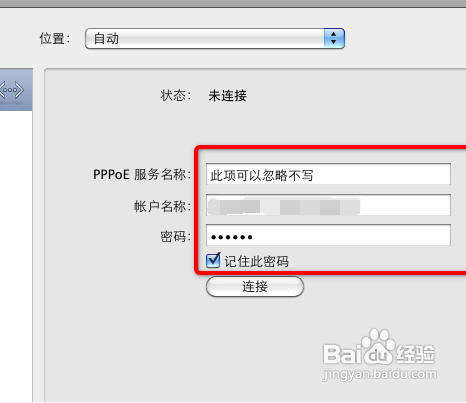 位置: 自动
状态: 未连接
PPPoE 服务名称: 此项可以忽略不写
帐户名称:
密码: ••••••
记住此密码
连接
Baidu 经验
jingyan.baidu.com